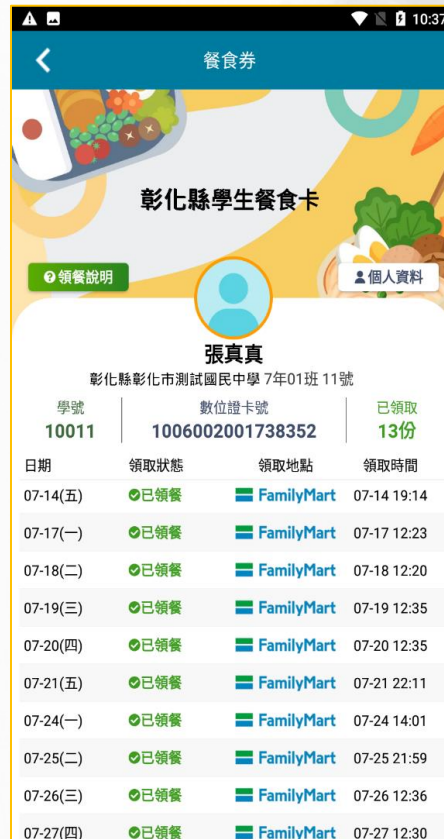 10:37
餐食券
彰化縣學生餐食卡
領餐說明
個人資料
張真真
彰化縣彰化市測試國民中學 7年01班 11號
學號 數位證卡號 已領取
10011 1006002001738352 13份
日期 領取狀態 領取地點 領取時間
07-14(五) 已領餐 FamilyMart 07-14 19:14
07-17(一) 已領餐 FamilyMart 07-17 12:23
07-18(二) 已領餐 FamilyMart 07-18 12:20
07-19(三) 已領餐 FamilyMart 07-19 12:35
07-20(四) 已領餐 FamilyMart 07-20 12:35
07-21(五) 已領餐 FamilyMart 07-21 22:11
07-24(一) 已領餐 FamilyMart 07-24 14:01
07-25(二) 已領餐 FamilyMart 07-25 21:59
07-26(三) 已領餐 FamilyMart 07-26 12:36
07-27(四) 已領餐 FamilyMart 07-27 12:30